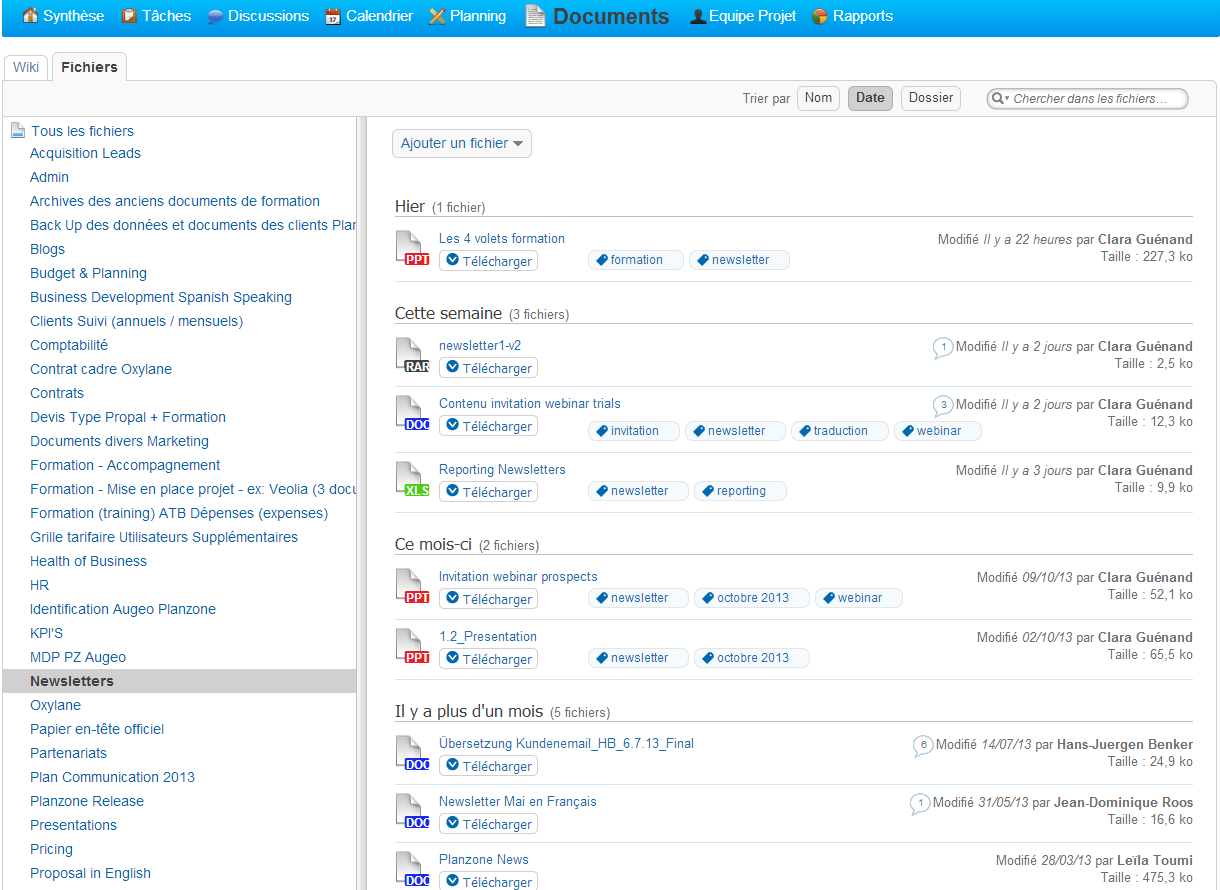 Synthèse Tâches Discussions Calendrier Planning Documents Equipe Projet Rapports
Wiki Fichiers
Trier par Nom Date Dossier Chercher dans les fichiers...
Tous les fichiers
Acquisition Leads
Admin
Archives des anciens documents de formation
Back Up des données et documents des clients Plan
Blogs
Budget & Planning
Business Development Spanish Speaking
Clients Suivi (annuels / mensuels)
Comptabilité
Contrat cadre Oxylane
Contrats
Devis Type Propal + Formation
Documents divers Marketing
Formation - Accompagnement
Formation - Mise en place projet - ex: Veolia (3 docu
Formation (training) ATB Dépenses (expenses)
Grille tarifaire Utilisateurs Supplémentaires
Health of Business
HR
Identification Augeo Planzone
KPI'S
MDP PZ Augeo
Newsletters
Oxylane
Papier en-tête officiel
Partenariats
Plan Communication 2013
Planzone Release
Presentations
Pricing
Proposal in English
Ajouter un fichier
Hier (1 fichier)
Les 4 volets formation
Modifié Il y a 22 heures par Clara Guénand
PPT Télécharger formation newsletter
Taille : 227,3 ko
Cette semaine (3 fichiers)
newsletter1-v2
1 Modifié Il y a 2 jours par Clara Guénand
RAR Télécharger
Taille : 2,5 ko
Contenu invitation webinar trials
3 Modifié Il y a 2 jours par Clara Guénand
DOC Télécharger invitation newsletter traduction webinar
Taille : 12,3 ko
Reporting Newsletters
Modifié Il y a 3 jours par Clara Guénand
XLS Télécharger newsletter reporting
Taille : 9,9 ko
Ce mois-ci (2 fichiers)
Invitation webinar prospects
Modifié 09/10/13 par Clara Guénand
PPT Télécharger newsletter octobre 2013 webinar
Taille : 52,1 ko
1.2_Presentation
Modifié 02/10/13 par Clara Guénand
PPT Télécharger newsletter octobre 2013
Taille : 65,5 ko
Il y a plus d'un mois (5 fichiers)
Übersetzung Kundenemail_HB_6.7.13_Final
6 Modifié 14/07/13 par Hans-Juergen Benker
DOC Télécharger
Taille : 24,9 ko
Newsletter Mai en Français
1 Modifié 31/05/13 par Jean-Dominique Roos
DOC Télécharger
Taille : 16,6 ko
Planzone News
Modifié 28/03/13 par Leïla Toumi
DOC Télécharger
Taille : 475,3 ko